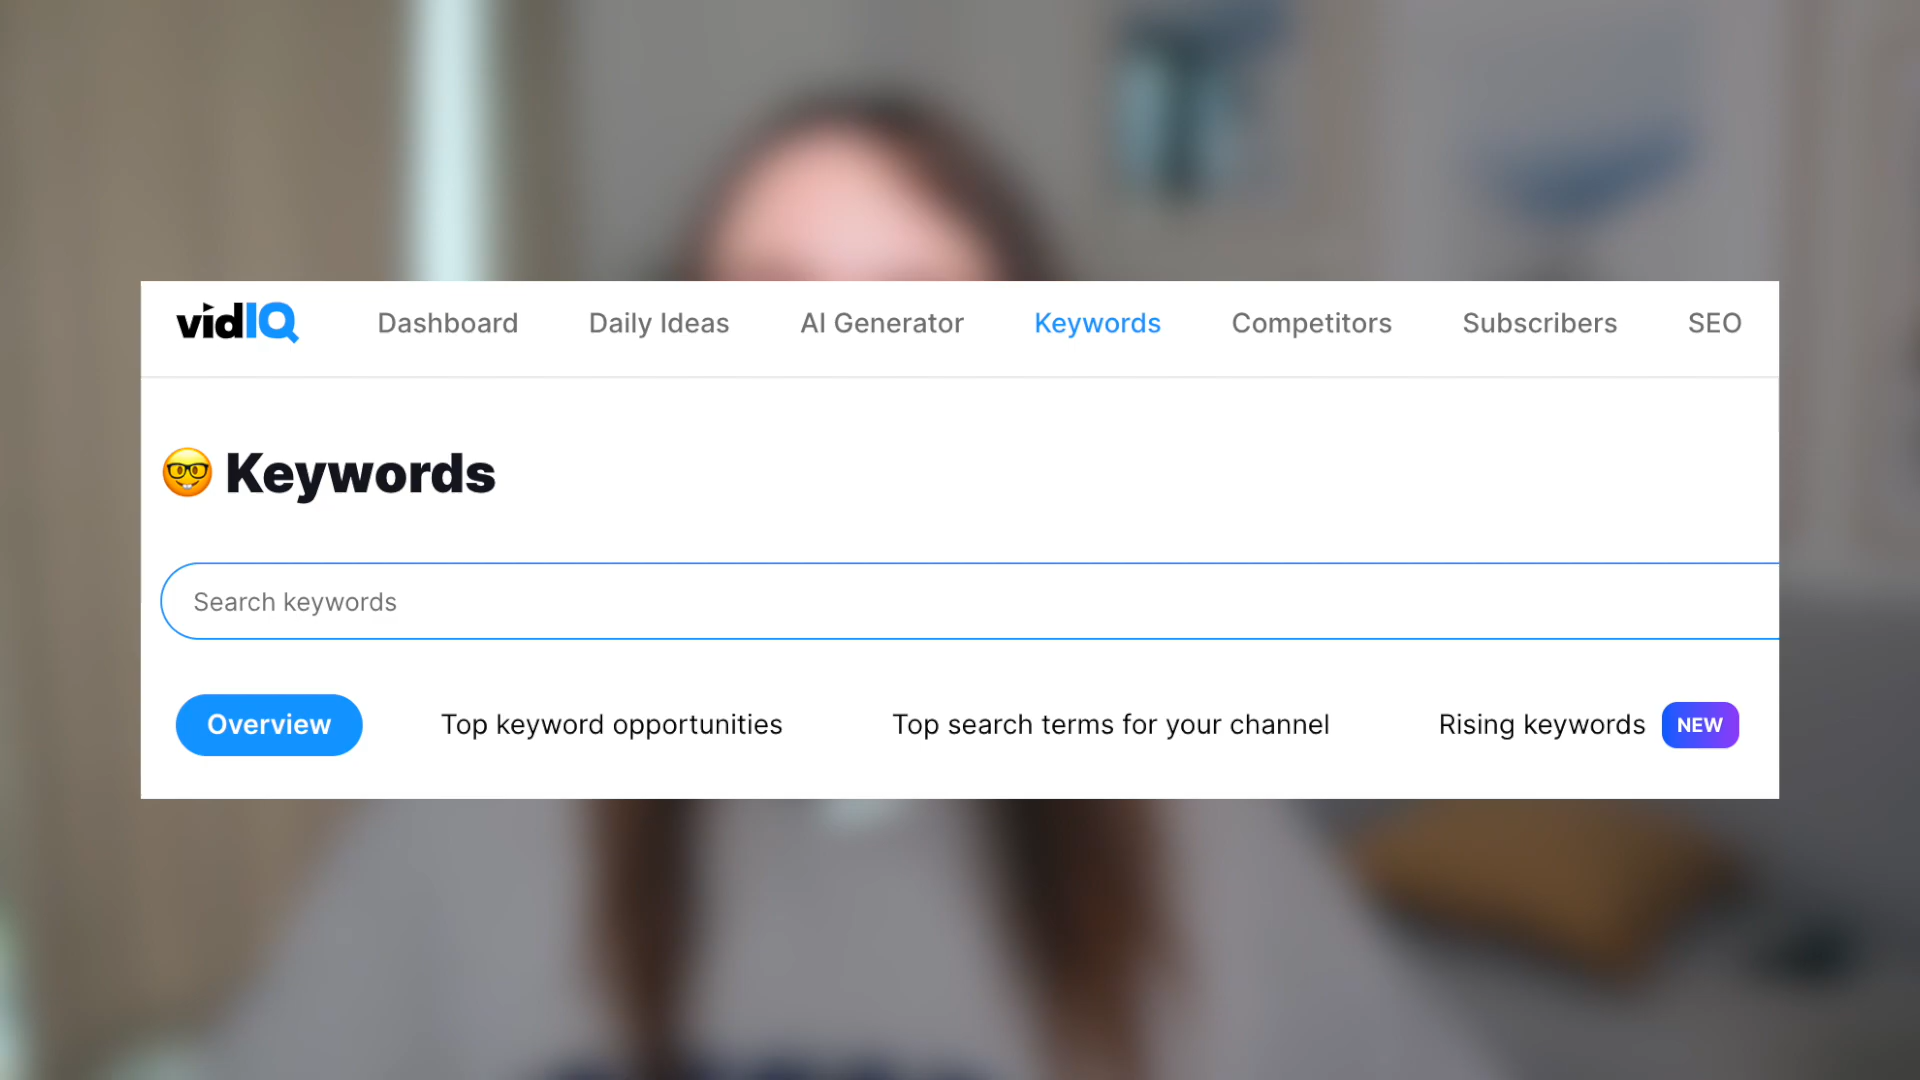 vidIQ Dashboard Daily Ideas AI Generator Keywords Competitors Subscribers SEO
🤓 Keywords
Search keywords
Overview Top keyword opportunities Top search terms for your channel Rising keywords NEW